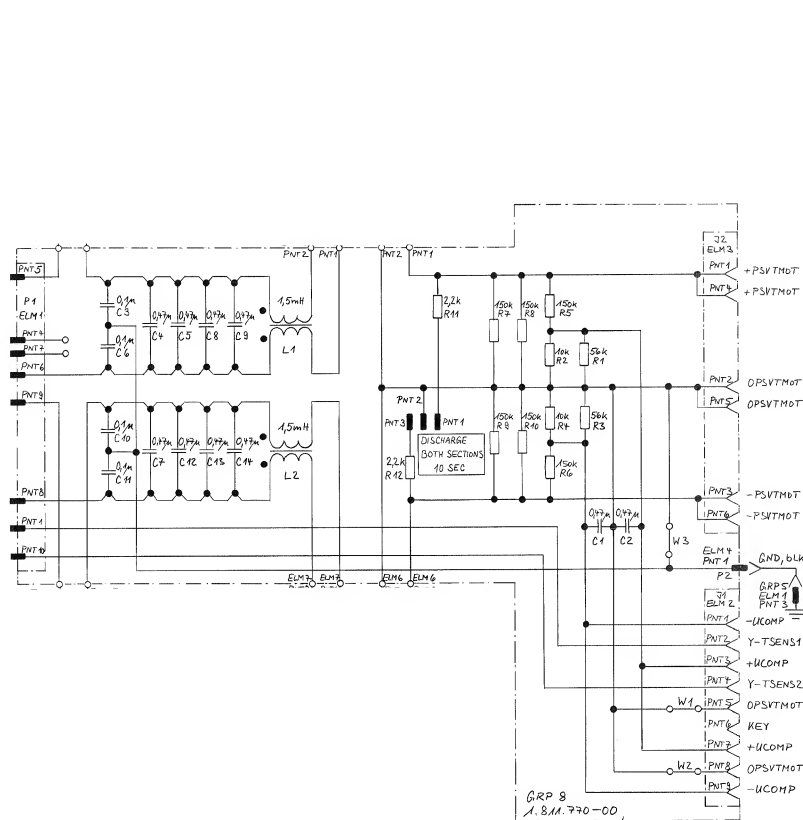 J2
ELM3
PNT2 PNT1 PNT2 PNT1
PNT1
+PSVTMOT
PNT5
PNT4
+PSVTMOT
P1
ELM1
0,1µ
C3
0,47µ
C4
0,47µ
C5
0,47µ
C8
0,47µ
C9
1,5mH
L1
2,2k
R11
150k
R7
150k
R8
150k
R5
PNT4
PNT7
0,1µ
C6
10k
R2
56k
R1
PNT6
PNT2
OPSVTMOT
PNT9
PNT5
OPSVTMOT
PNT2
PNT3
PNT1
0,1µ
C10
0,47µ
C7
0,47µ
C12
0,47µ
C13
0,47µ
C14
1,5mH
L2
150k
R9
150k
R10
10k
R4
56k
R3
DISCHARGE
BOTH SECTIONS
10 SEC
C11
2,2k
R12
150k
R6
PNT8
PNT3
-PSVTMOT
PNT1
PNT6
-PSVTMOT
0,47µ
C1
0,47µ
C2
W3
PNT10
ELM4
PNT1
P2
GND, blk
ELM7 ELM7 ELM6 ELM6
GRP5
ELM1
PNT3
J1
ELM2
PNT1
-UCOMP
PNT2
Y-TSENS1
PNT3
+UCOMP
PNT4
Y-TSENS2
W1
PNT5
OPSVTMOT
PNT6
KEY
PNT7
+UCOMP
W2
PNT8
OPSVTMOT
PNT9
-UCOMP
GRP 8
1.811.770-00